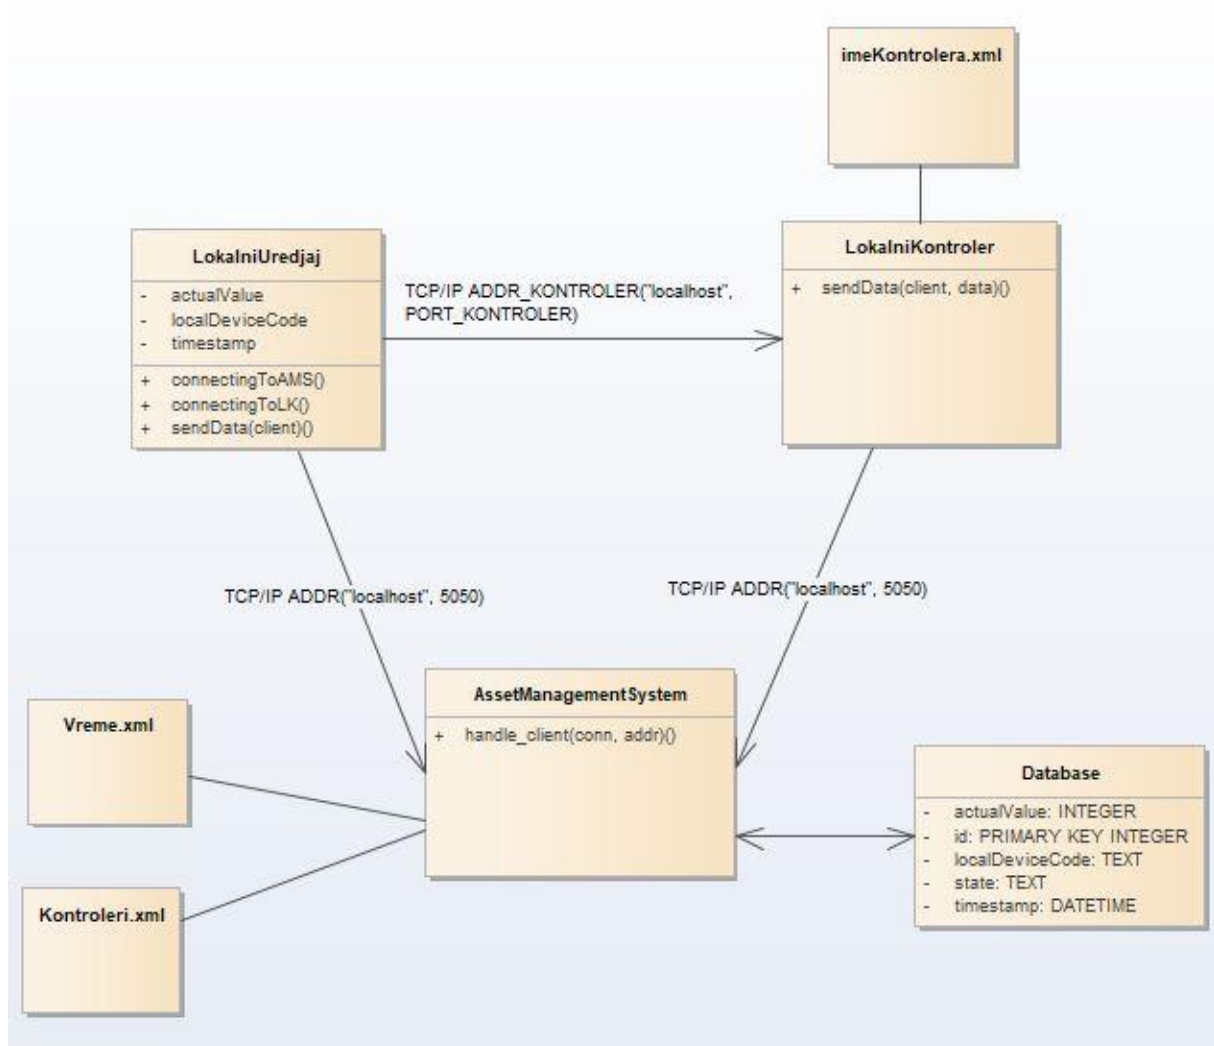 imeKontrolera.xml
LokalniUredjaj
- actualValue
- localDeviceCode
- timestamp
+ connectingToAMS()
+ connectingToLK()
+ sendData(client)()
TCP/IP ADDR_KONTROLER("localhost",
PORT_KONTROLER)
LokalniKontroler
+ sendData(client, data)()
TCP/IP ADDR("localhost", 5050)
TCP/IP ADDR("localhost", 5050)
AssetManagementSystem
+ handle_client(conn, addr)()
Vreme.xml
Kontroleri.xml
Database
- actualValue: INTEGER
- id: PRIMARY KEY INTEGER
- localDeviceCode: TEXT
- state: TEXT
- timestamp: DATETIME